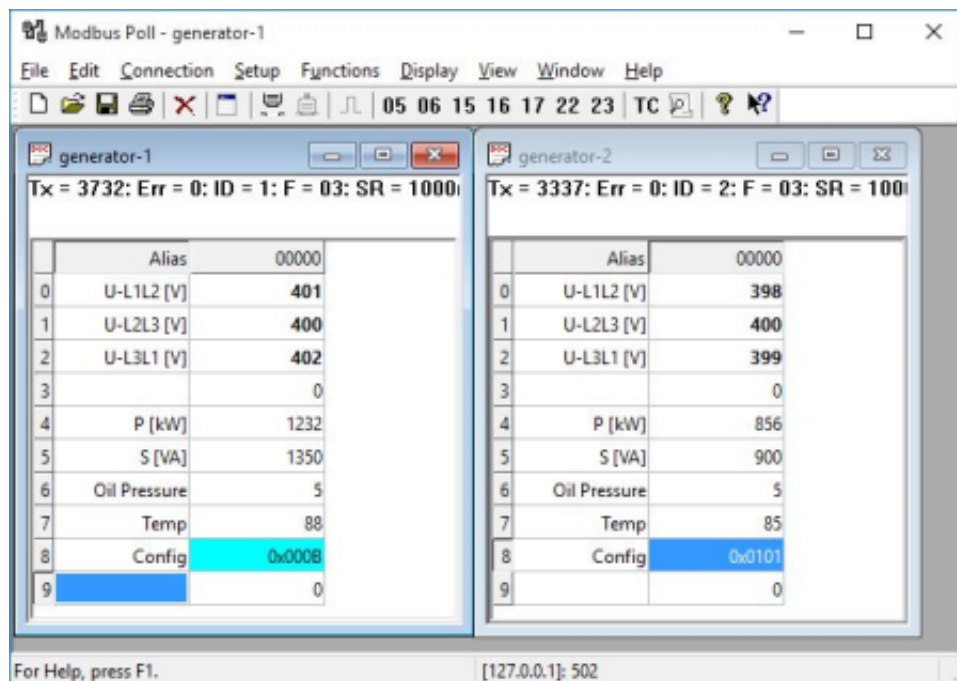 Modbus Poll - generator-1
File Edit Connection Setup Functions Display View Window Help
05 06 15 16 17 22 23 TC
generator-1
Tx = 3732: Err = 0: ID = 1: F = 03: SR = 1000
Alias 00000
0 U-L1L2 [V] 401
1 U-L2L3 [V] 400
2 U-L3L1 [V] 402
3 0
4 P [kW] 1232
5 S [VA] 1350
6 Oil Pressure 5
7 Temp 88
8 Config 0x000B
9 0
generator-2
Tx = 3337: Err = 0: ID = 2: F = 03: SR = 100
Alias 00000
0 U-L1L2 [V] 398
1 U-L2L3 [V] 400
2 U-L3L1 [V] 399
3 0
4 P [kW] 856
5 S [VA] 900
6 Oil Pressure 5
7 Temp 85
8 Config 0x0101
9 0
For Help, press F1. [127.0.0.1]: 502